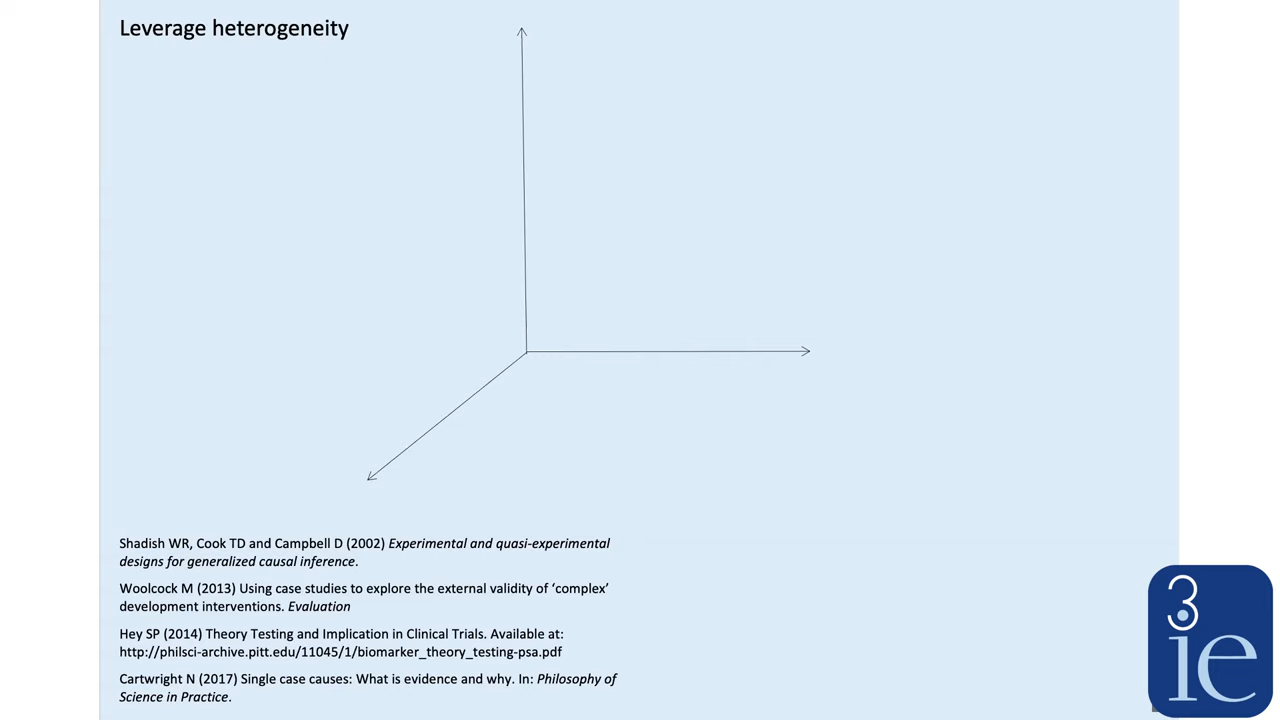 Leverage heterogeneity
Shadish WR, Cook TD and Campbell D (2002) Experimental and quasi-experimental
designs for generalized causal inference.
Woolcock M (2013) Using case studies to explore the external validity of ‘complex’
development interventions. Evaluation
Hey SP (2014) Theory Testing and Implication in Clinical Trials. Available at:
http://philsci-archive.pitt.edu/11045/1/biomarker_theory_testing-psa.pdf
Cartwright N (2017) Single case causes: What is evidence and why. In: Philosophy of
Science in Practice.
3
ie